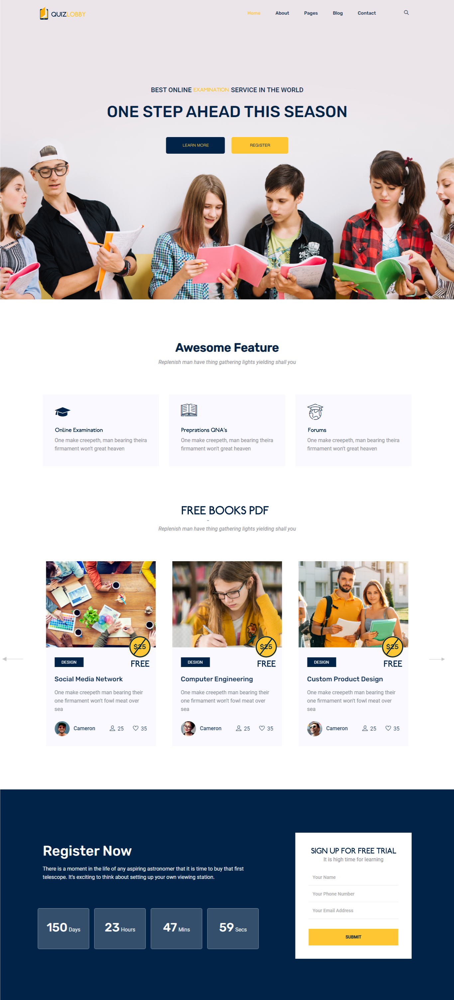 QUIZLOBBY
Home About Pages Blog Contact
BEST ONLINE EXAMINATION SERVICE IN THE WORLD
ONE STEP AHEAD THIS SEASON
LEARN MORE REGISTER
Awesome Feature
Replenish man have thing gathering lights yielding shall you
Online Examination
One make creepeth, man bearing theira
firmament won't great heaven
Preprations QNA's
One make creepeth, man bearing theira
firmament won't great heaven
Forums
One make creepeth, man bearing theira
firmament won't great heaven
FREE BOOKS PDF
Replenish man have thing gathering lights yielding shall you
$25
DESIGN FREE
Social Media Network
One make creepeth man bearing their
one firmament won't fowl meat over
sea
Cameron 25 35
$25
DESIGN FREE
Computer Engineering
One make creepeth man bearing their
one firmament won't fowl meat over
sea
Cameron 25 35
$25
DESIGN FREE
Custom Product Design
One make creepeth man bearing their
one firmament won't fowl meat over
sea
Cameron 25 35
Register Now
There is a moment in the life of any aspiring astronomer that it is time to buy that first
telescope. It's exciting to think about setting up your own viewing station.
150 Days 23 Hours 47 Mins 59 Secs
SIGN UP FOR FREE TRIAL
It is high time for learning
Your Name
Your Phone Number
Your Email Address
SUBMIT